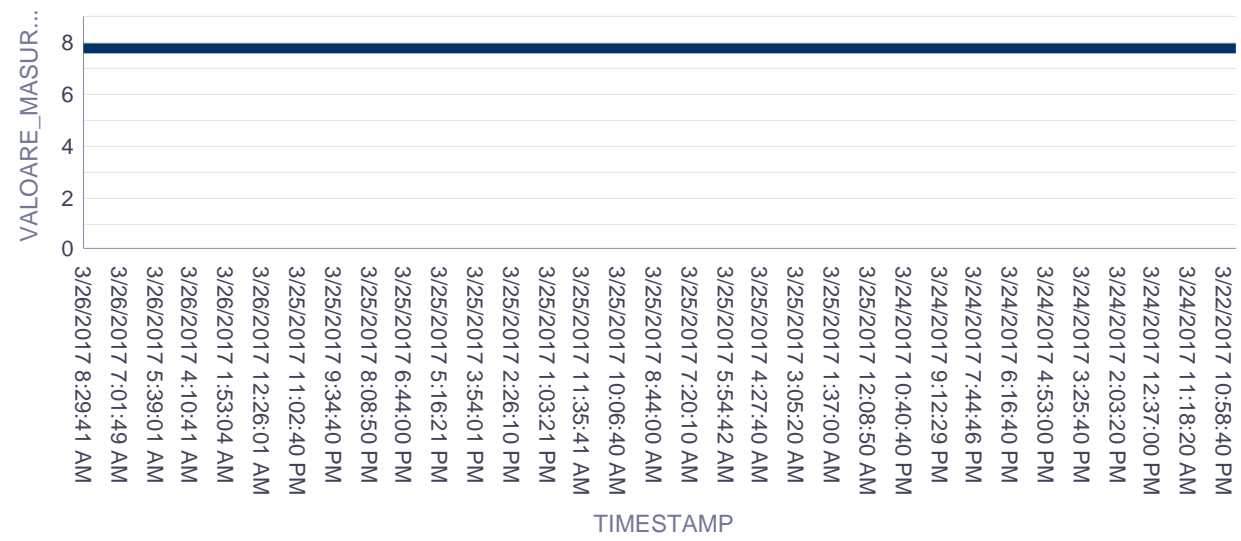 VALOARE_MASUR...
8
6
4
2
0
3/26/2017 8:29:41 AM
3/26/2017 7:01:49 AM
3/26/2017 5:39:01 AM
3/26/2017 4:10:41 AM
3/26/2017 1:53:04 AM
3/26/2017 12:26:01 AM
3/25/2017 11:02:40 PM
3/25/2017 9:34:40 PM
3/25/2017 8:08:50 PM
3/25/2017 6:44:00 PM
3/25/2017 5:16:21 PM
3/25/2017 3:54:01 PM
3/25/2017 2:26:10 PM
3/25/2017 1:03:21 PM
3/25/2017 11:35:41 AM
3/25/2017 10:06:40 AM
3/25/2017 8:44:00 AM
3/25/2017 7:20:10 AM
3/25/2017 5:54:42 AM
3/25/2017 4:27:40 AM
3/25/2017 3:05:20 AM
3/25/2017 1:37:00 AM
3/25/2017 12:08:50 AM
3/24/2017 10:40:40 PM
3/24/2017 9:12:29 PM
3/24/2017 7:44:46 PM
3/24/2017 6:16:40 PM
3/24/2017 4:53:00 PM
3/24/2017 3:25:40 PM
3/24/2017 2:03:20 PM
3/24/2017 12:37:00 PM
3/24/2017 11:18:20 AM
3/22/2017 10:58:40 PM
TIMESTAMP